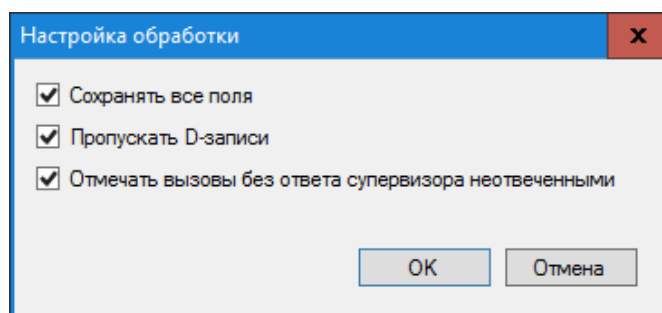 Настройка обработки
Сохранять все поля
Пропускать D-записи
Отмечать вызовы без ответа супервизора неотвеченными
OK
Отмена